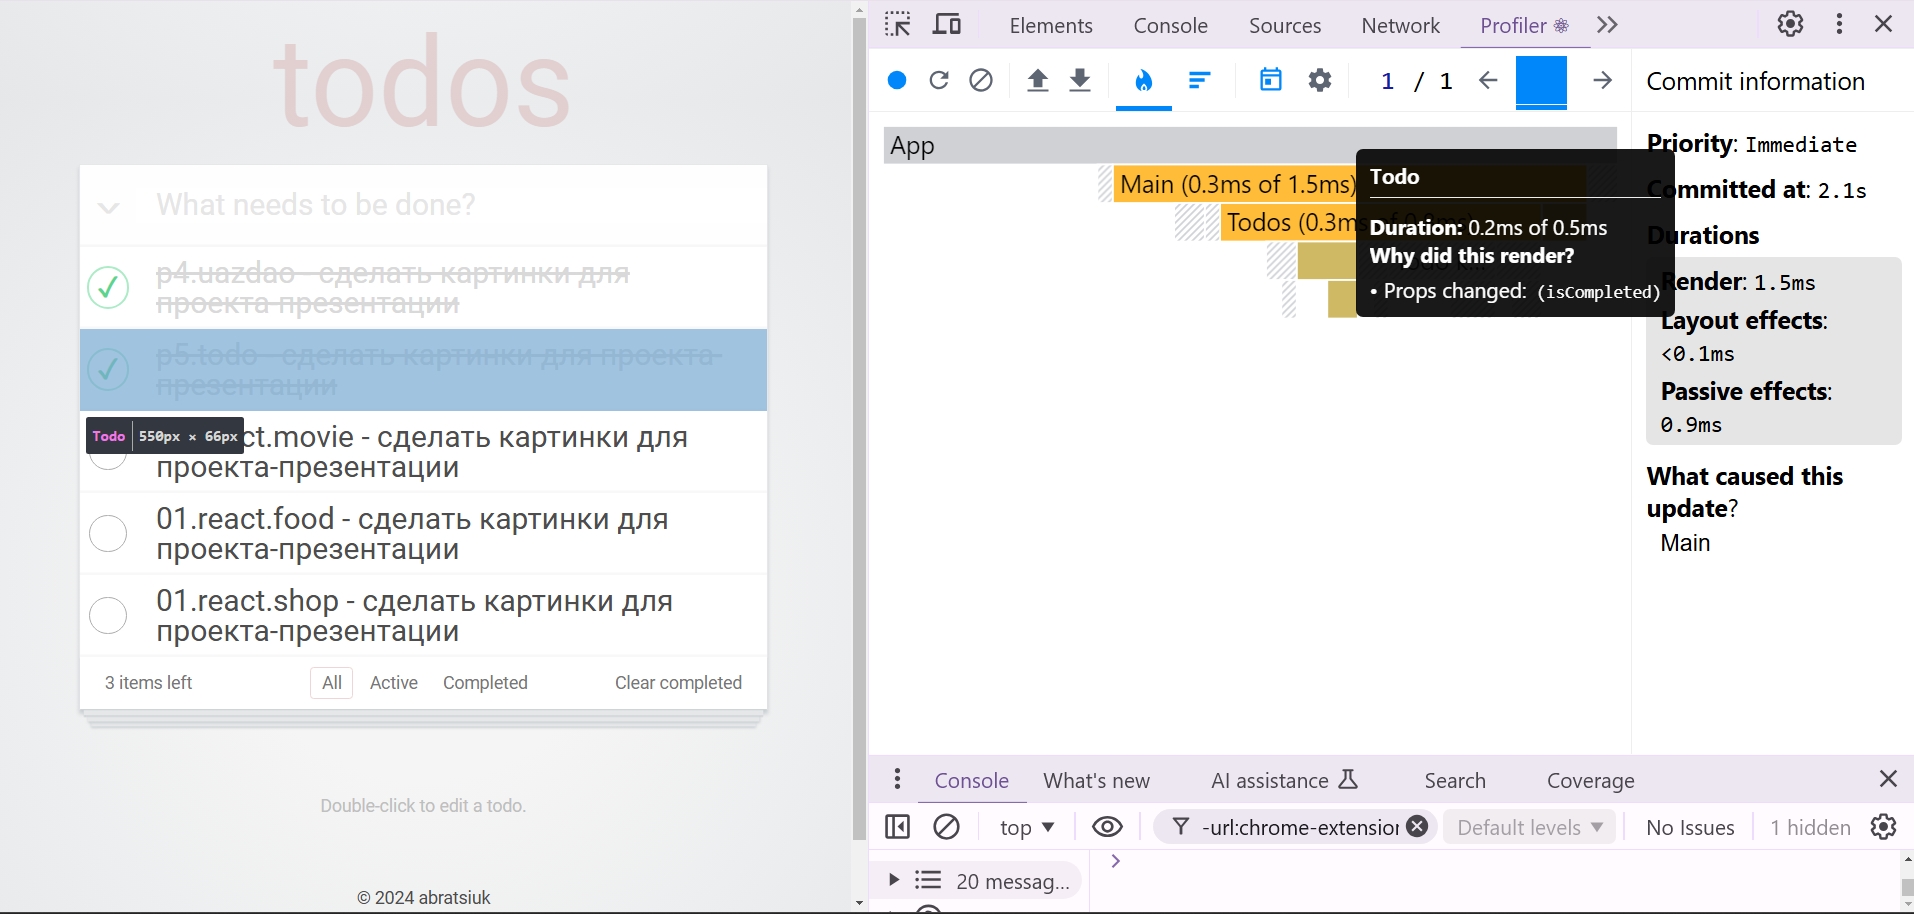 todos
What needs to be done?
p4.uazdao - сделать картинки для
проекта-презентации
p5.todo - сделать картинки для проекта-
презентации
Todo 550px × 66px
ct.movie - сделать картинки для
проекта-презентации
01.react.food - сделать картинки для
проекта-презентации
01.react.shop - сделать картинки для
проекта-презентации
3 items left All Active Completed Clear completed
Double-click to edit a todo.
© 2024 abratsiuk
Elements Console Sources Network Profiler
1 / 1
App
Main (0.3ms of 1.5ms)
Todos (0.3ms
Todo
Duration: 0.2ms of 0.5ms
Why did this render?
• Props changed: (isCompleted)
Commit information
Priority: Immediate
Committed at: 2.1s
Durations
Render: 1.5ms
Layout effects:
<0.1ms
Passive effects:
0.9ms
What caused this
update?
Main
Console What's new AI assistance Search Coverage
top -url:chrome-extension Default levels No Issues 1 hidden
20 messag...